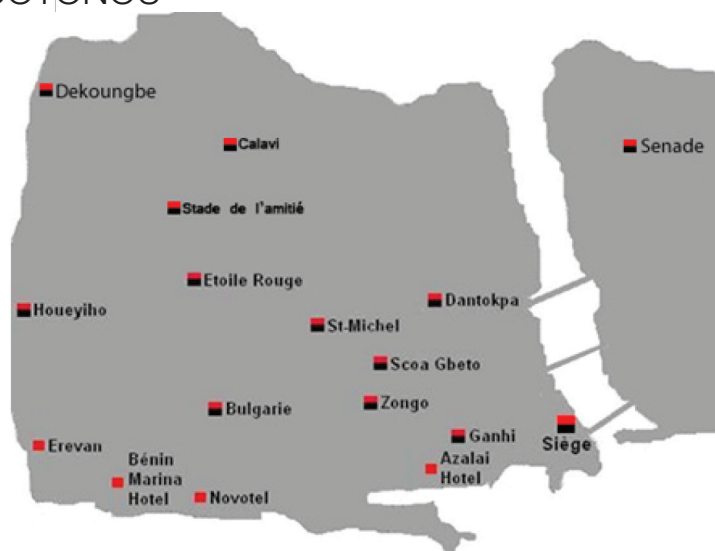 COTONOU
Dekoungbe
Calavi
Senade
Stade de l'amitié
Etoile Rouge
Dantokpa
Houeyiho
St-Michel
Scoa Gbeto
Zongo
Bulgarie
Ganhi
Siège
Erevan
Bénin
Marina
Hotel
Azalai
Hotel
Novotel